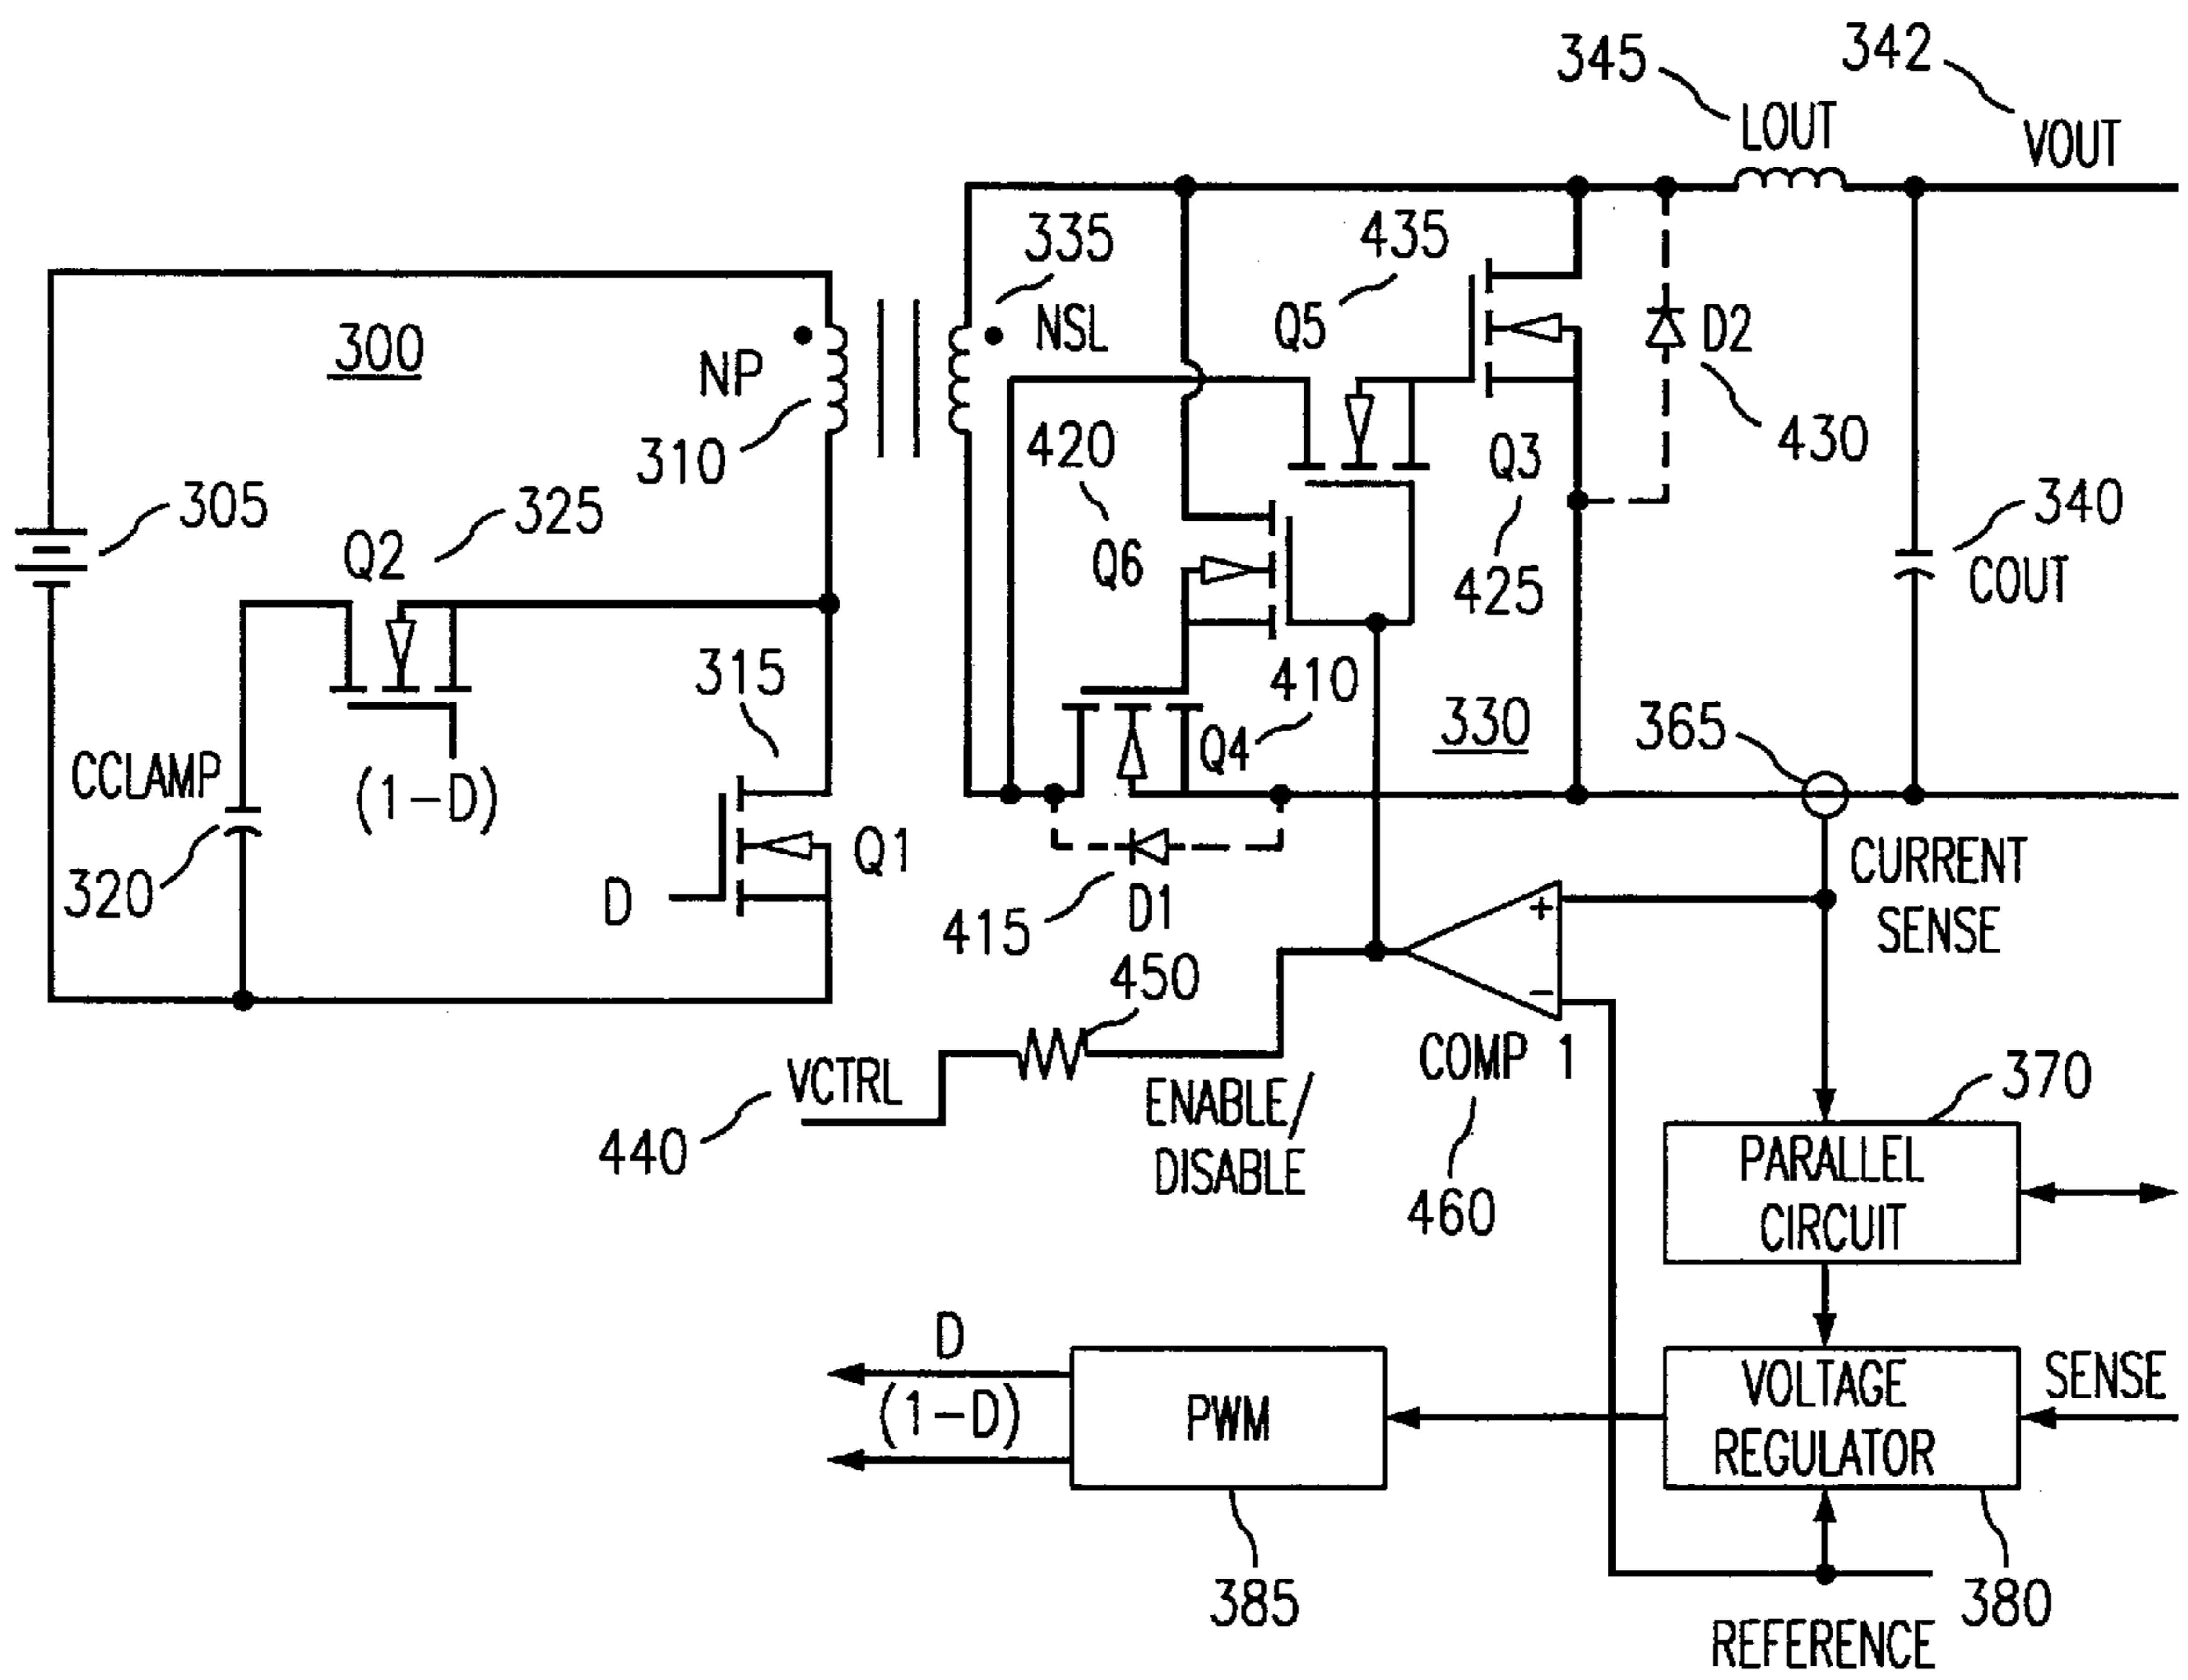 345
342
LOUT
VOUT
335
435
300
NP
NSL
Q5
D2
310
420
Q3
430
305
Q2
325
Q6
425
340
COUT
315
410
330
365
CCLAMP
(1-D)
Q4
320
D
Q1
415
D1
CURRENT
SENSE
450
+
-
VCTRL
440
ENABLE/
DISABLE
COMP 1
460
370
PARALLEL
CIRCUIT
D
(1-D)
PWM
VOLTAGE
REGULATOR
SENSE
385
380
REFERENCE